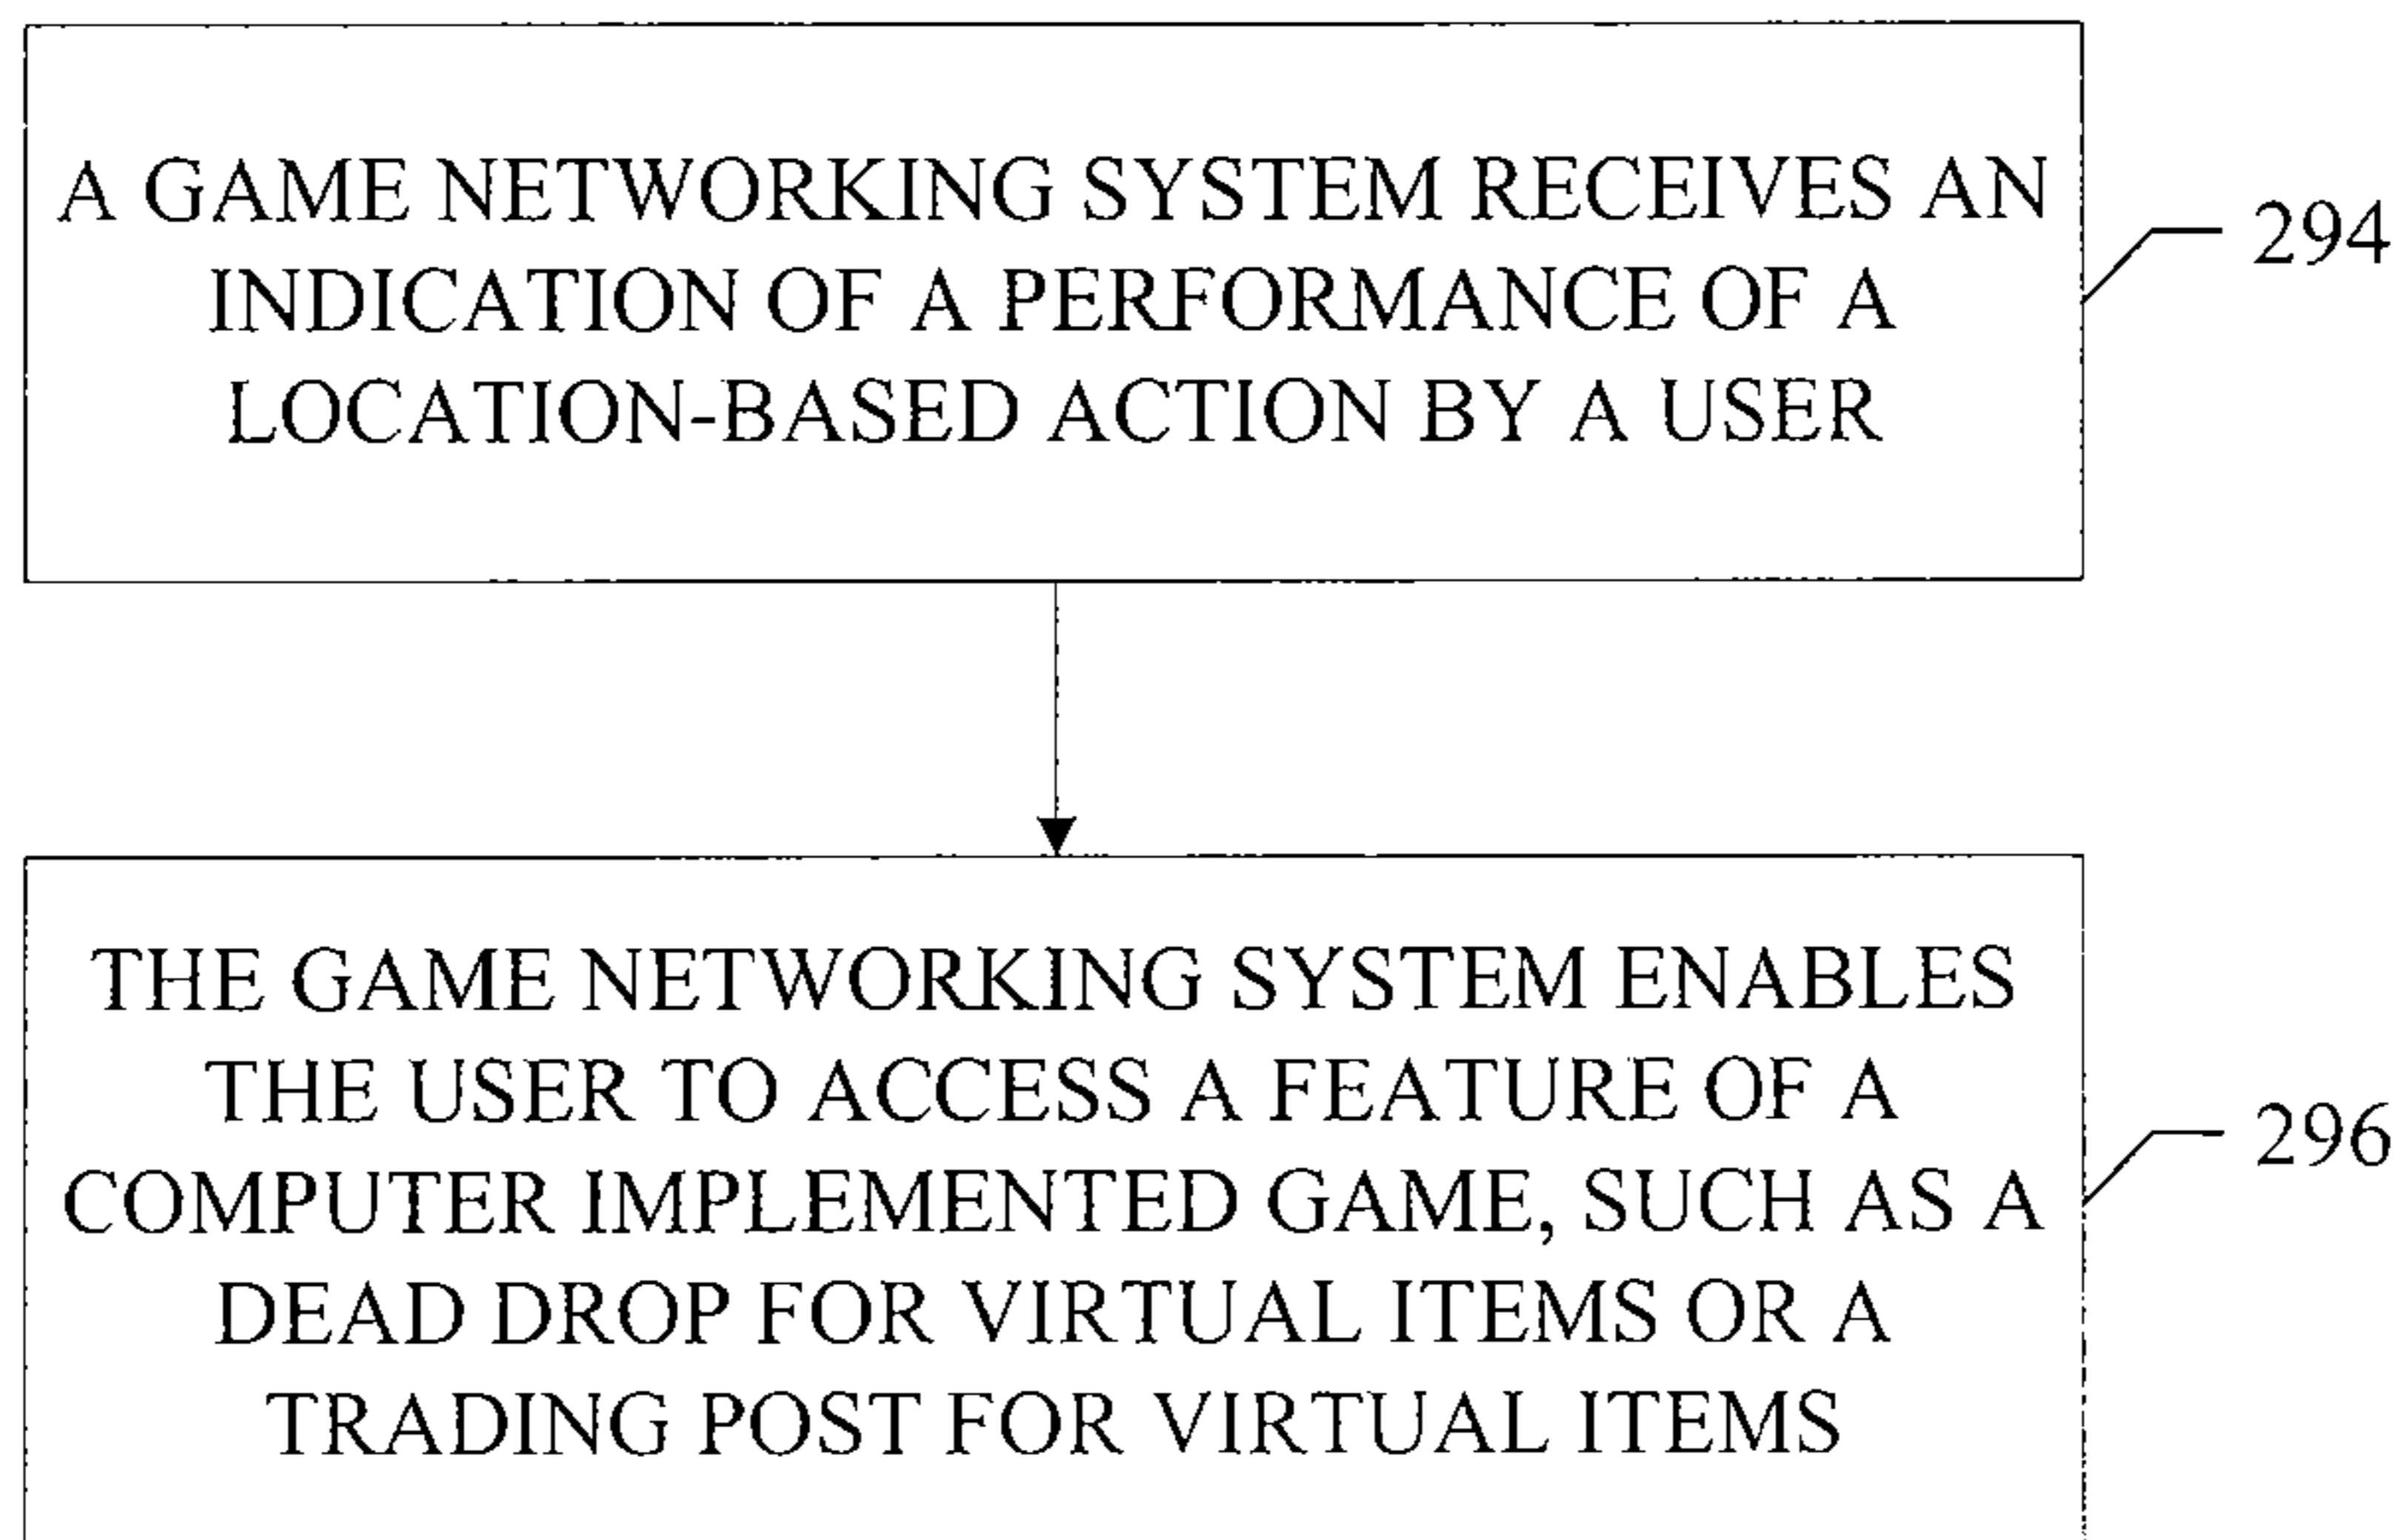 A GAME NETWORKING SYSTEM RECEIVES AN
INDICATION OF A PERFORMANCE OF A
LOCATION-BASED ACTION BY A USER
294
THE GAME NETWORKING SYSTEM ENABLES
THE USER TO ACCESS A FEATURE OF A
COMPUTER IMPLEMENTED GAME, SUCH AS A
DEAD DROP FOR VIRTUAL ITEMS OR A
TRADING POST FOR VIRTUAL ITEMS
296